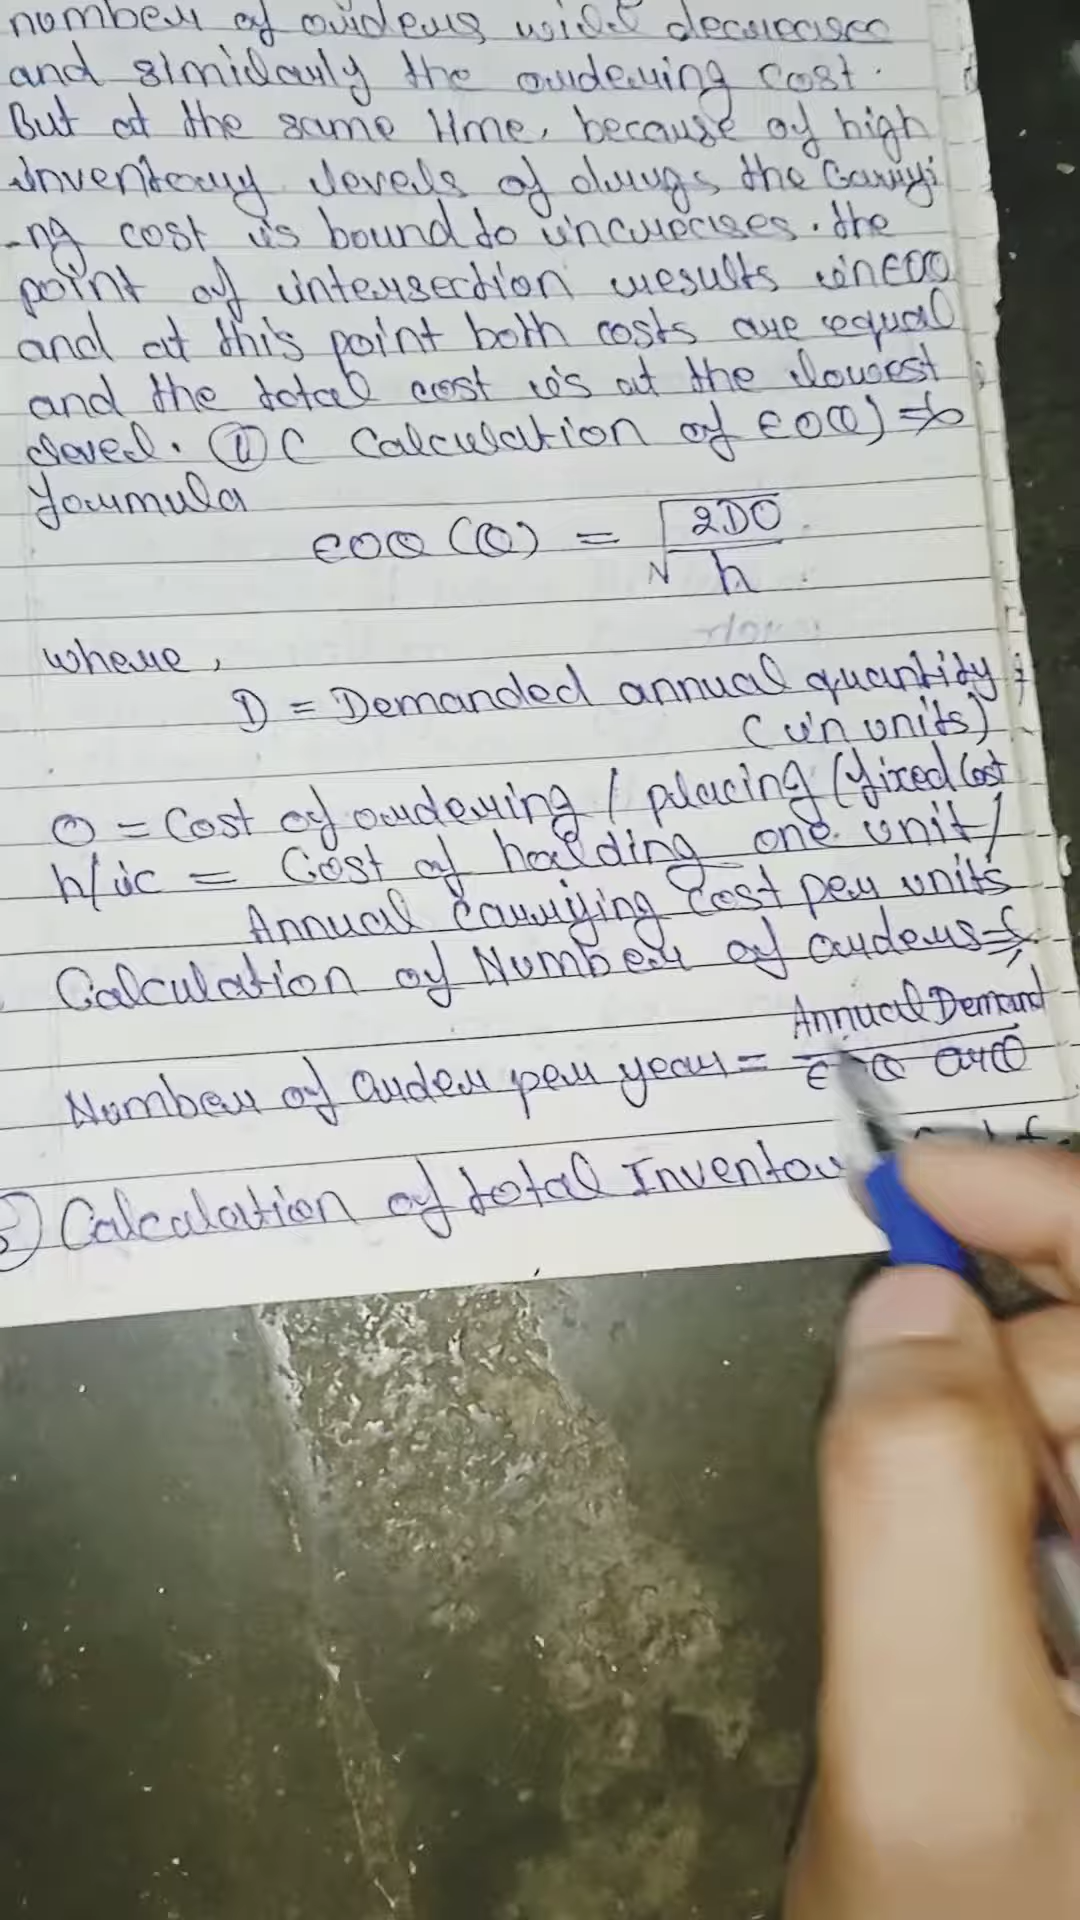 number of orders will decrease
and similarly the ordering cost.
But at the same time, because of high
Inventory levels of drugs the Carryi
-ng cost is bound to increases. the
point of intersection results in EOQ
and at this point both costs are equal
and the total cost is at the lowest
level. ① C Calculation of EOQ) =>
formula
EOQ (Q) = √2DO/h
where,
D = Demanded annual quantity
(in units)
O = Cost of ordering / placing (fixed Cost
h/ic = Cost of holding one unit/
Annual Carrying Cost per units
Calculation of Number of orders =>
Annual Demand
Number of order per year = EOQ or Q
Calculation of total Inventor